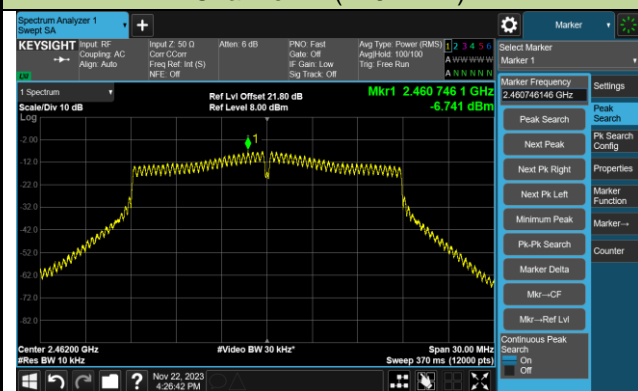 Spectrum Analyzer 1
Swept SA
Marker
KEYSIGHT
Input: RF
Coupling: AC
Align: Auto
Input Z: 50 Ω
Corr CCorr
Freq Ref: Int (S)
NFE: Off
Atten: 6 dB
PNO: Fast
Gate: Off
IF Gain: Low
Sig Track: Off
Avg Type: Power (RMS)
Avg|Hold: 100/100
Trig: Free Run
1 2 3 4 5 6
A W W W W W
A N N N N N
LXI
Select Marker
Marker 1
1 Spectrum
Scale/Div 10 dB
Log
Ref Lvl Offset 21.80 dB
Ref Level 8.00 dBm
Mkr1 2.460 746 1 GHz
-6.741 dBm
1
-2.00
-12.0
-22.0
-32.0
-42.0
-52.0
-62.0
-72.0
-82.0
Center 2.46200 GHz
#Res BW 10 kHz
#Video BW 30 kHz*
Span 30.00 MHz
Sweep 370 ms (12000 pts)
Marker Frequency
2.460746146 GHz
Peak Search
Next Peak
Next Pk Right
Next Pk Left
Minimum Peak
Pk-Pk Search
Marker Delta
Mkr→CF
Mkr→Ref Lvl
Continuous Peak
Search
On
Off
Settings
Peak
Search
Pk Search
Config
Properties
Marker
Function
Marker→
Counter
Nov 22, 2023
4:26:42 PM